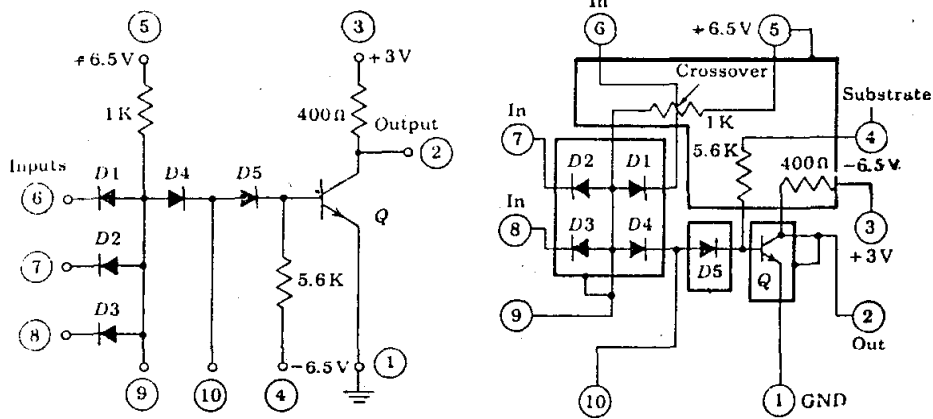 5
3
+6.5V
+3V
1K
400Ω
Output
2
Inputs
D1
D4
D5
6
Q
D2
7
5.6K
D3
8
-6.5V
1
9
10
4
In
6
+6.5V
5
Crossover
In
7
1K
Substrate
4
5.6K
400Ω
-6.5V
D2
D1
In
8
D3
D4
3
+3V
D5
Q
9
2
Out
10
1
GND